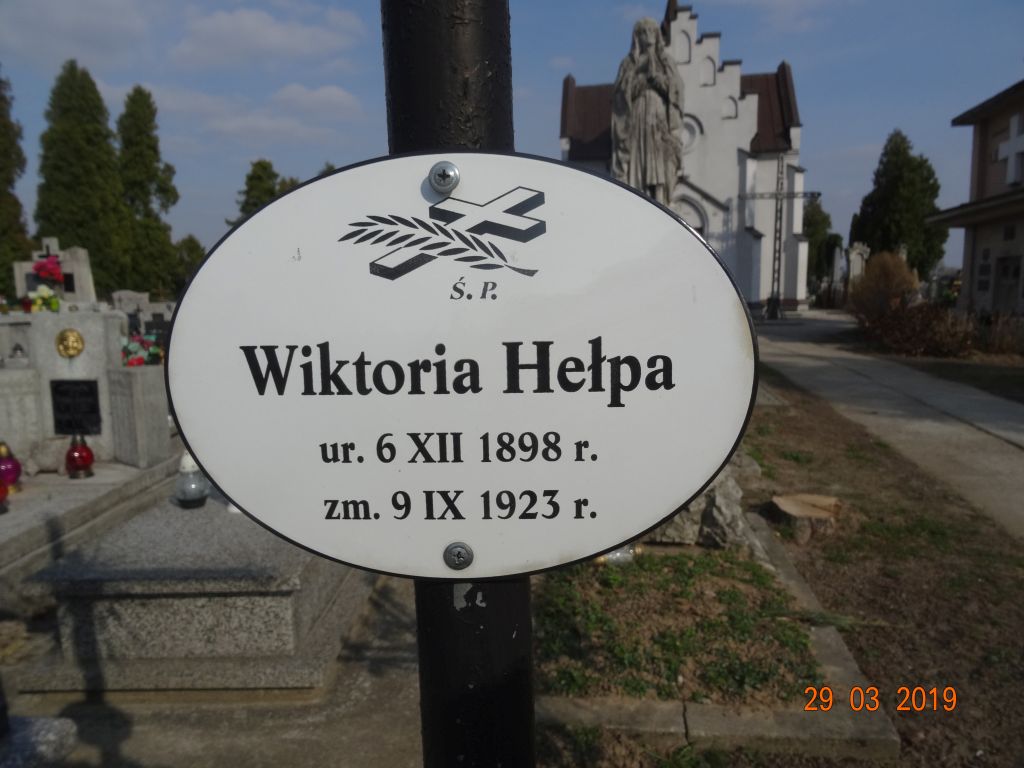 Ś. P.
Wiktoria Hełpa
ur. 6 XII 1898 r.
zm. 9 IX 1923 r.
29 03 2019